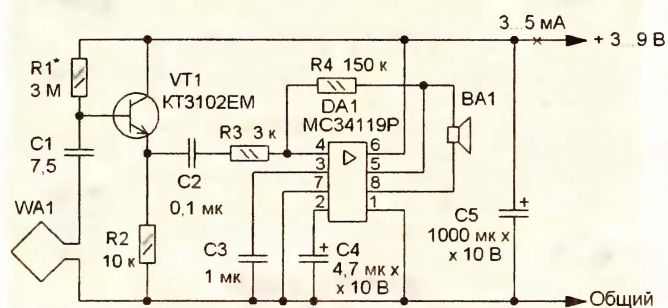 3...5 мА
+ 3...9 В
R1*
3 М
VT1
КТ3102ЕМ
R4 150 к
DA1
MC34119P
BA1
R3 3 к
C1
7,5
C2
0,1 мк
4
3
7
2
6
5
8
1
WA1
R2
10 к
C3
1 мк
+
C4
4,7 мк х
х 10 В
C5
1000 мк х
х 10 В
+
Общий